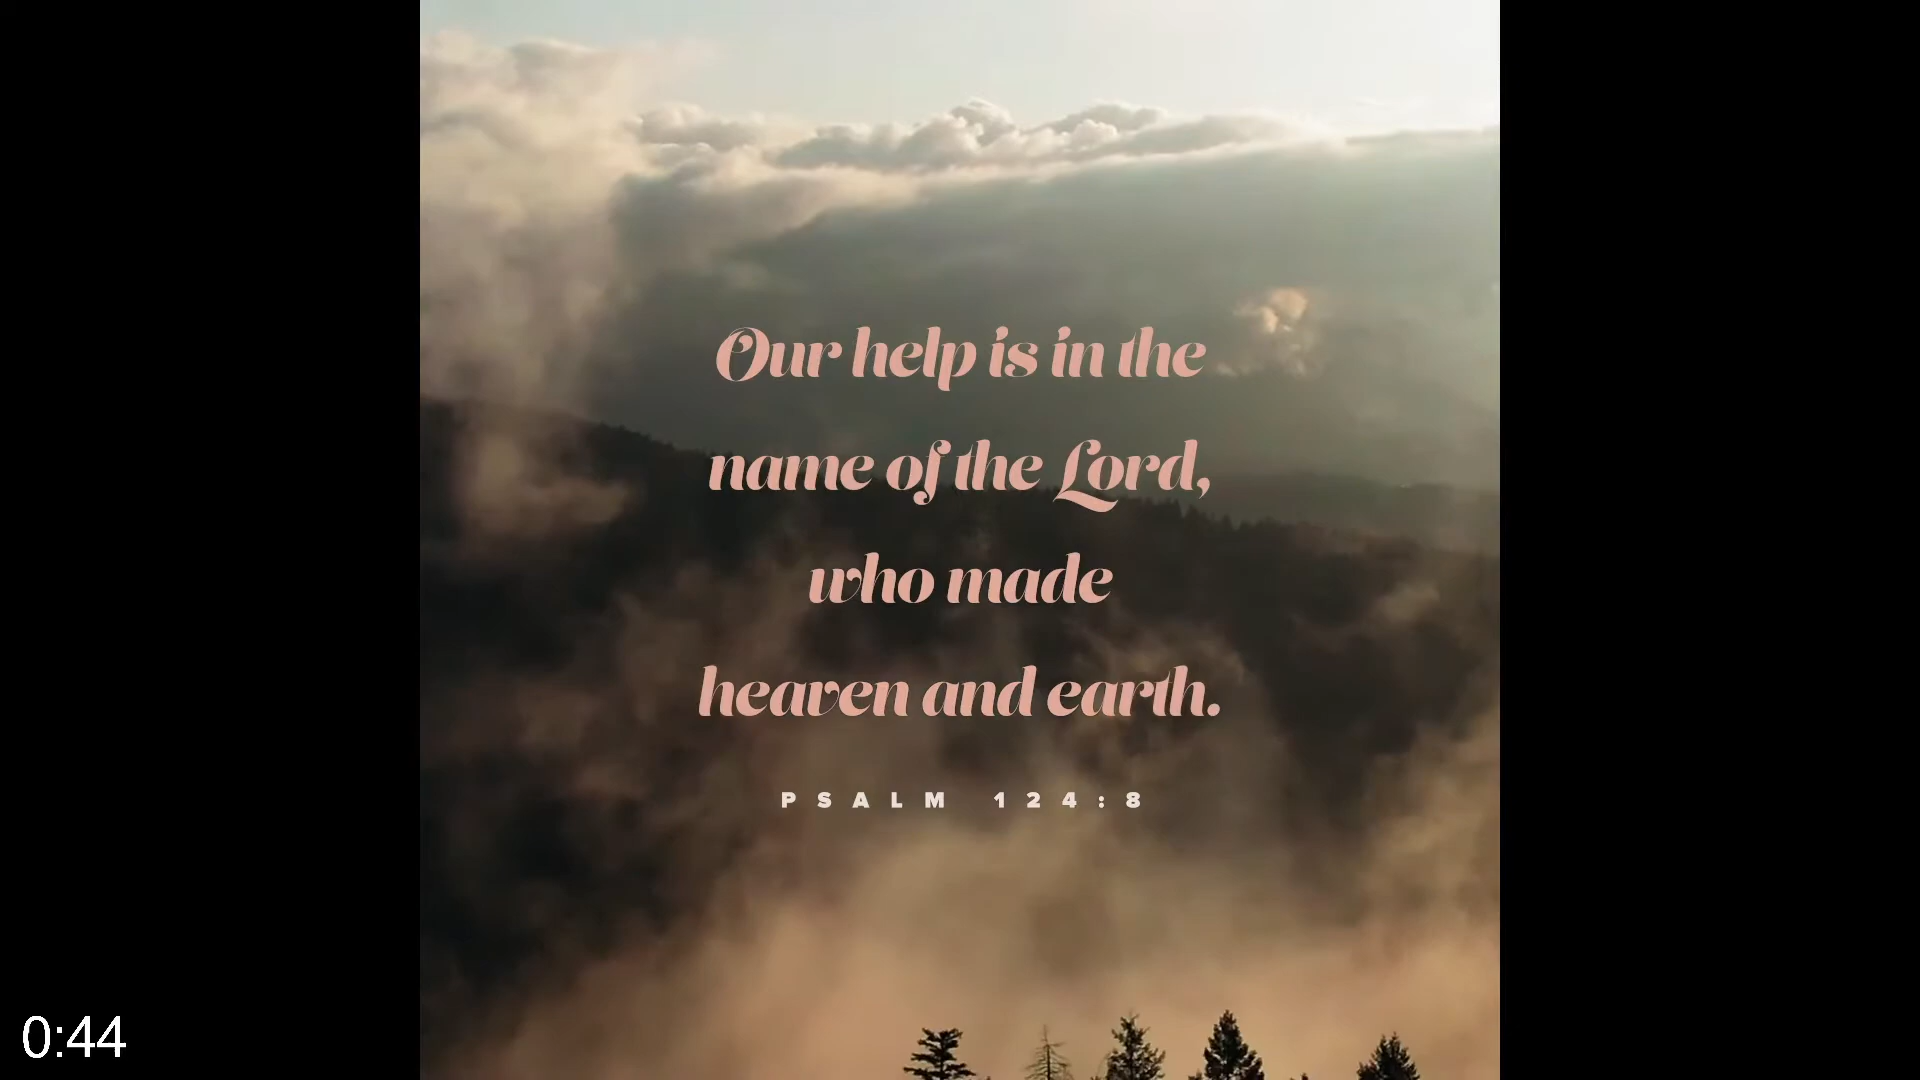 Our help is in the
name of the Lord,
who made
heaven and earth.
PSALM 124:8
0:44